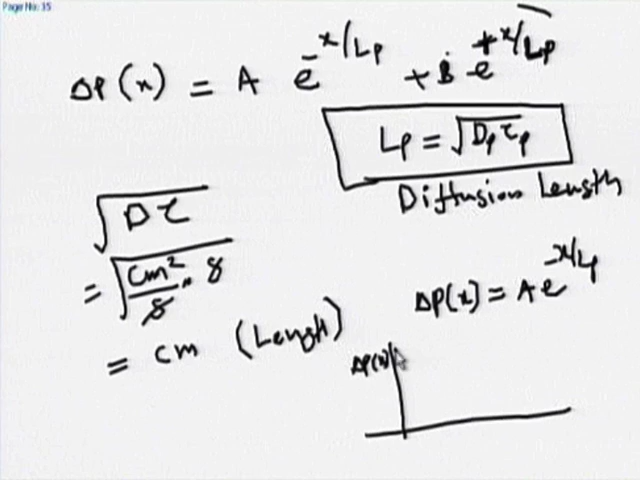 Page No: 35
ΔP(x) = A e^{-x/Lp} + B e^{+x/Lp}
Lp = √(Dp τp)
Diffusion Length
√(Dτ)
= √(cm²/s · s)
= cm (Length)
ΔP(x) = A e^{-x/Lp}
ΔP(x)